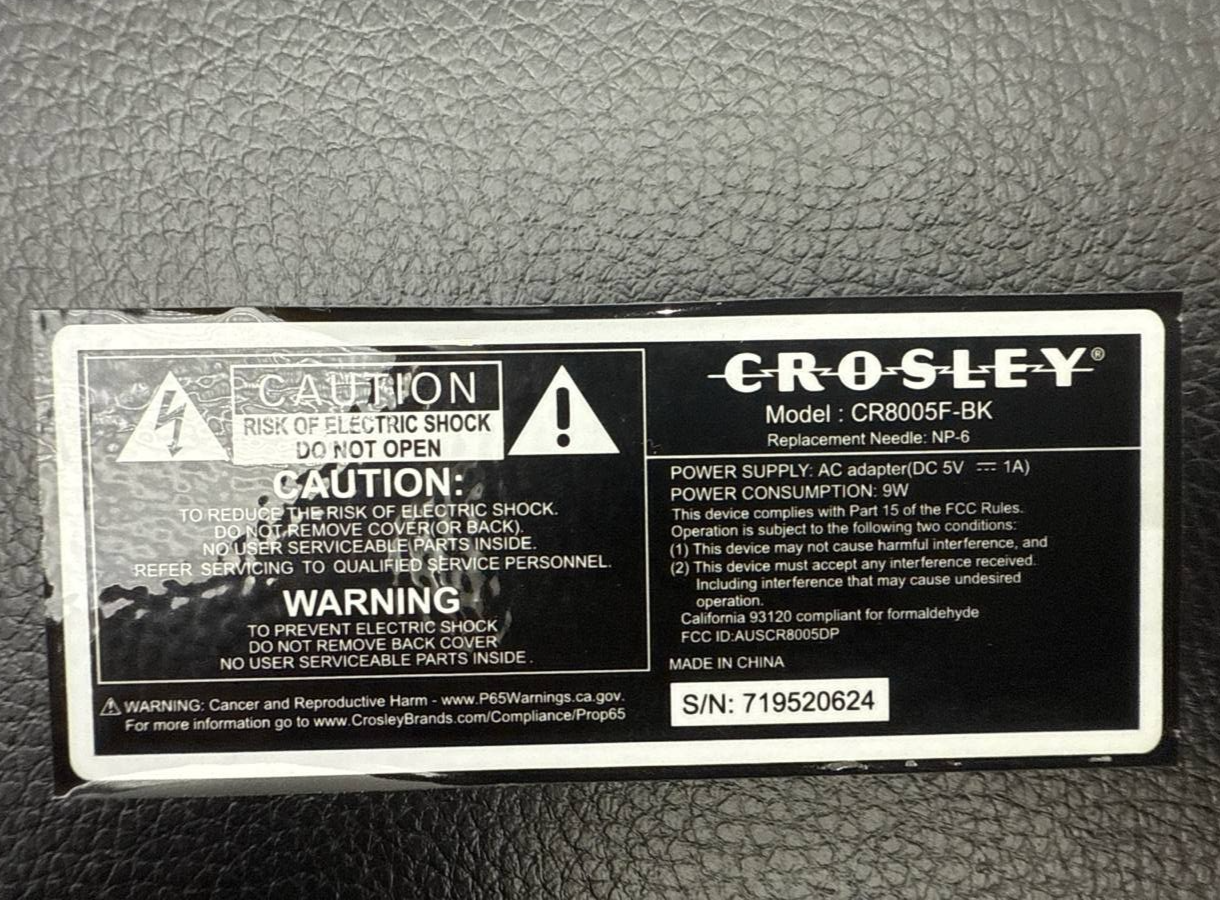 CAUTION
RISK OF ELECTRIC SHOCK
DO NOT OPEN
CAUTION:
TO REDUCE THE RISK OF ELECTRIC SHOCK.
DO NOT REMOVE COVER(OR BACK).
NO USER SERVICEABLE PARTS INSIDE.
REFER SERVICING TO QUALIFIED SERVICE PERSONNEL.
WARNING
TO PREVENT ELECTRIC SHOCK
DO NOT REMOVE BACK COVER
NO USER SERVICEABLE PARTS INSIDE.
WARNING: Cancer and Reproductive Harm - www.P65Warnings.ca.gov.
For more information go to www.CrosleyBrands.com/Compliance/Prop65
CROSLEY®
Model : CR8005F-BK
Replacement Needle: NP-6
POWER SUPPLY: AC adapter(DC 5V ⎓ 1A)
POWER CONSUMPTION: 9W
This device complies with Part 15 of the FCC Rules.
Operation is subject to the following two conditions:
(1) This device may not cause harmful interference, and
(2) This device must accept any interference received.
Including interference that may cause undesired
operation.
California 93120 compliant for formaldehyde
FCC ID:AUSCR8005DP
MADE IN CHINA
S/N: 719520624